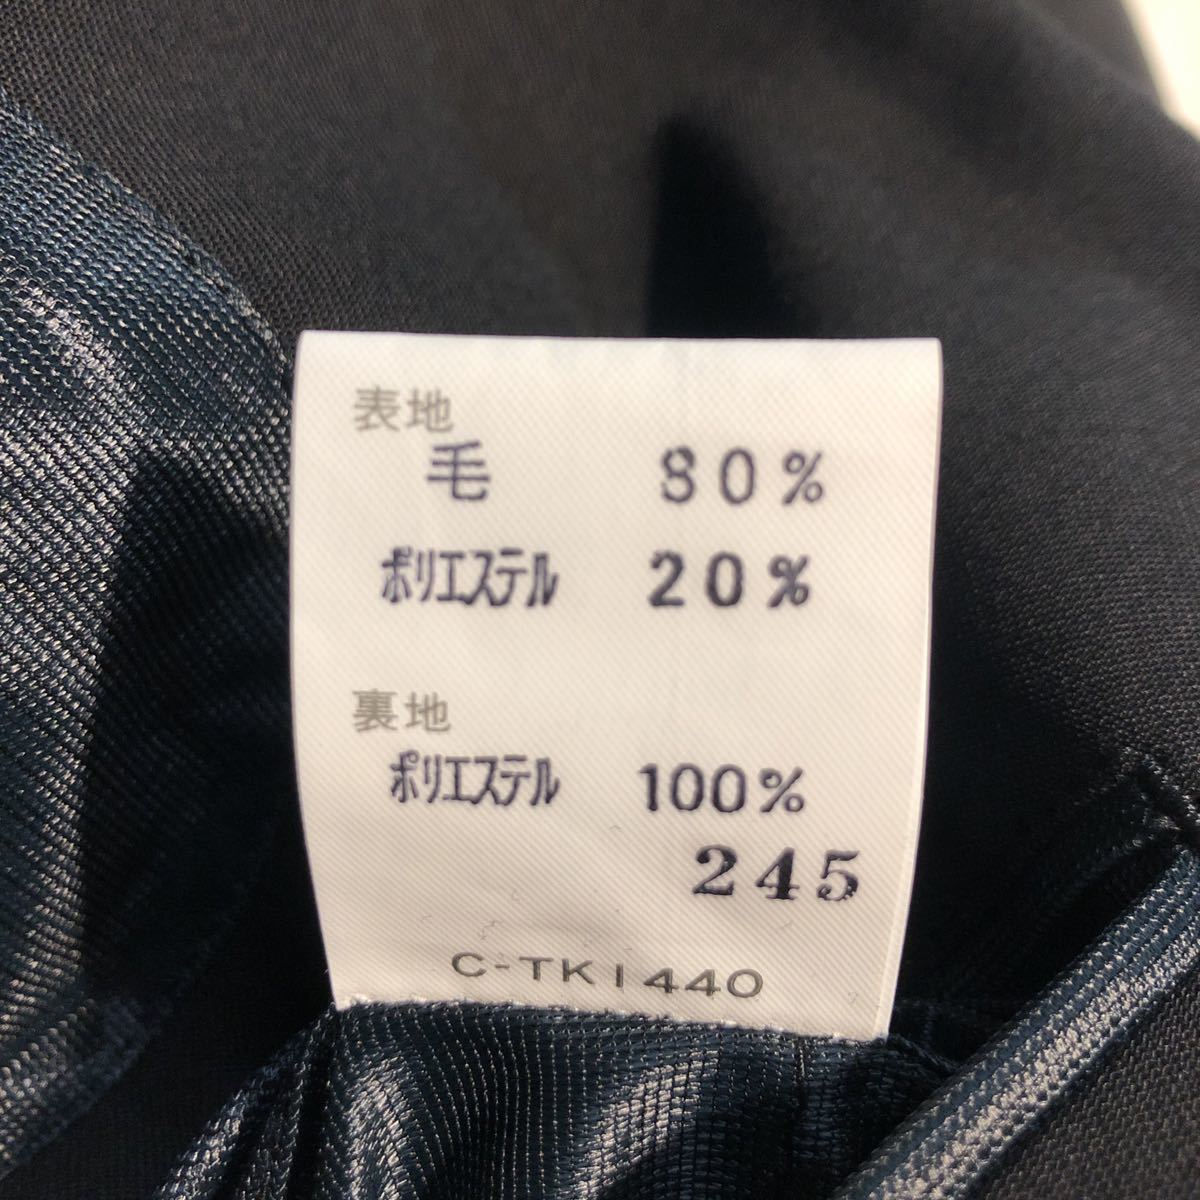 表地
毛 80%
ポリエステル 20%
裏地
ポリエステル 100%
245
C-TK1440